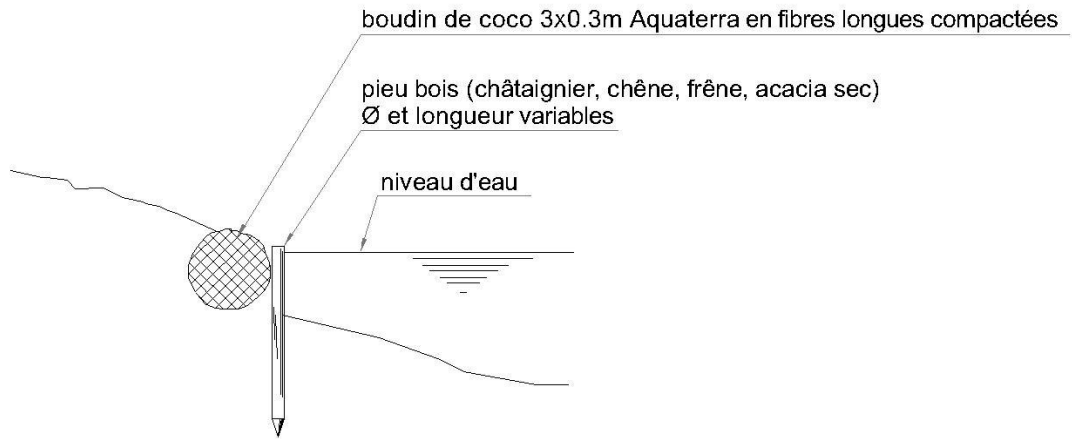 boudin de coco 3x0.3m Aquaterra en fibres longues compactées
pieu bois (châtaignier, chêne, frêne, acacia sec)
Ø et longueur variables
niveau d'eau